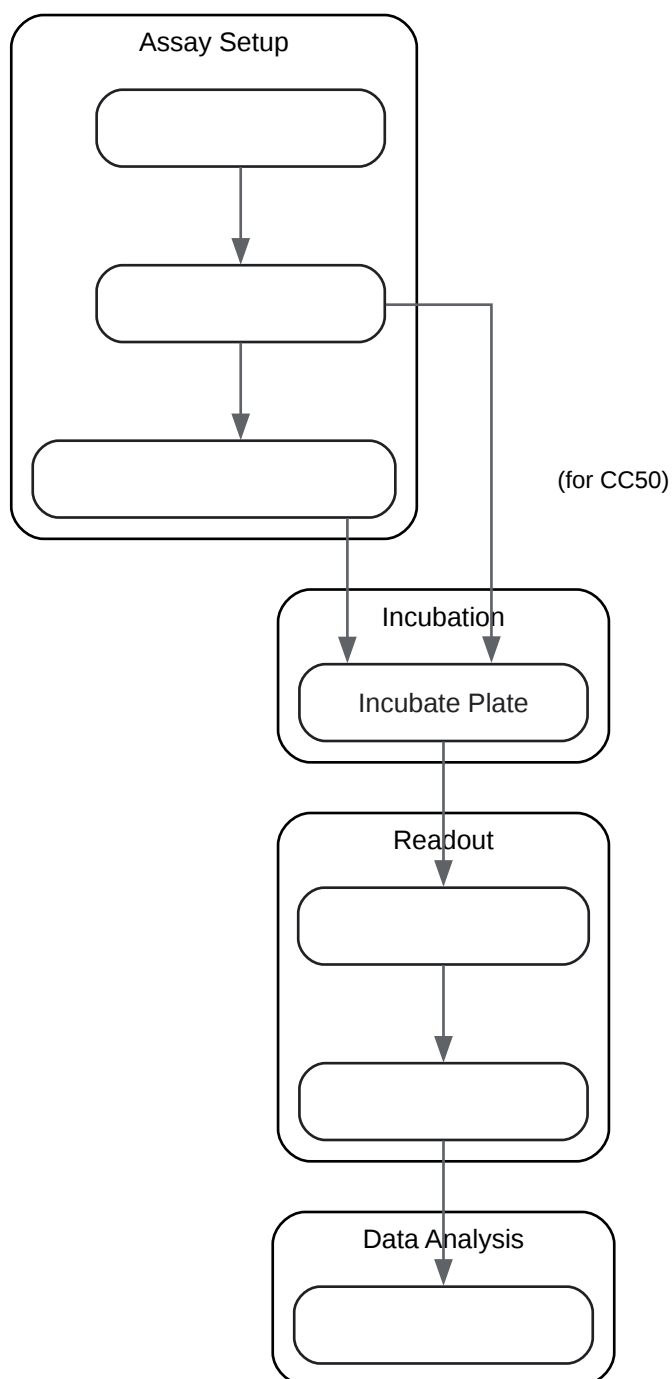 Assay Setup
(for CC50)
Incubation
Incubate Plate
Readout
Data Analysis